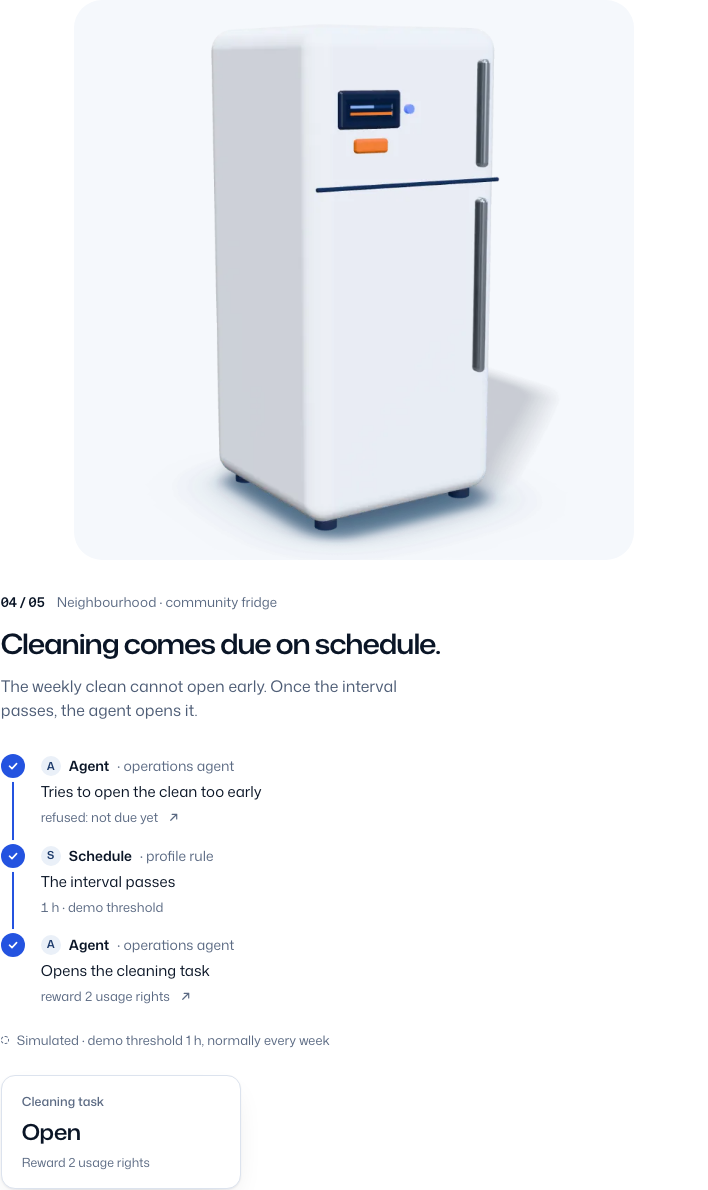 04 / 05 Neighbourhood · community fridge
Cleaning comes due on schedule.
The weekly clean cannot open early. Once the interval
passes, the agent opens it.
A Agent · operations agent
Tries to open the clean too early
refused: not due yet ↗
S Schedule · profile rule
The interval passes
1 h · demo threshold
A Agent · operations agent
Opens the cleaning task
reward 2 usage rights ↗
Simulated · demo threshold 1 h, normally every week
Cleaning task
Open
Reward 2 usage rights